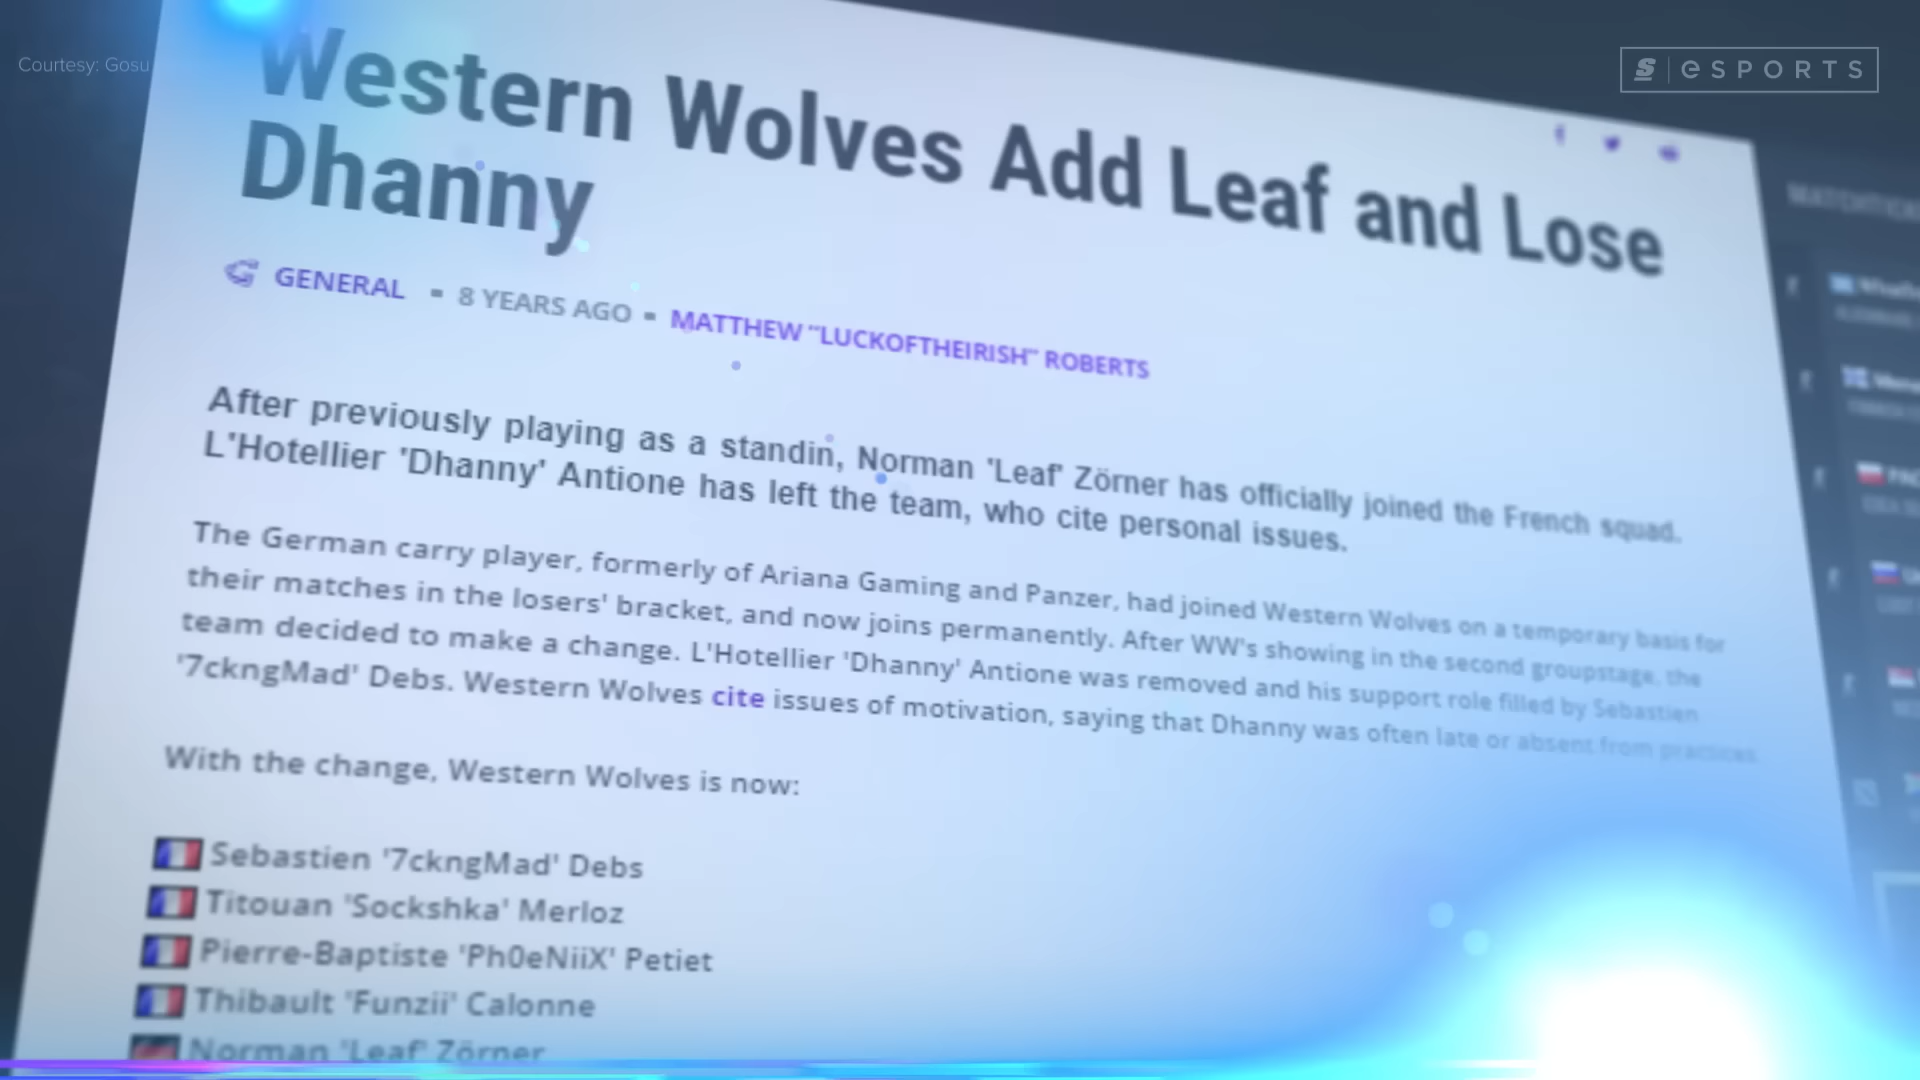 Courtesy: Gosu
eSPORTS
Western Wolves Add Leaf and Lose
Dhanny
GENERAL ▪ 8 YEARS AGO ▪ MATTHEW "LUCKOFTHEIRISH" ROBERTS
After previously playing as a standin, Norman 'Leaf' Zörner has officially joined the French squad.
L'Hotellier 'Dhanny' Antione has left the team, who cite personal issues.
The German carry player, formerly of Ariana Gaming and Panzer, had joined Western Wolves on a temporary basis for
their matches in the losers' bracket, and now joins permanently. After WW's showing in the second groupstage, the
team decided to make a change. L'Hotellier 'Dhanny' Antione was removed and his support role filled by Sebastien
'7ckngMad' Debs. Western Wolves cite issues of motivation, saying that Dhanny was often late or absent from practices.
With the change, Western Wolves is now:
Sebastien '7ckngMad' Debs
Titouan 'Sockshka' Merloz
Pierre-Baptiste 'Ph0eNiiX' Petiet
Thibault 'Funzii' Calonne
Norman 'Leaf' Zörner